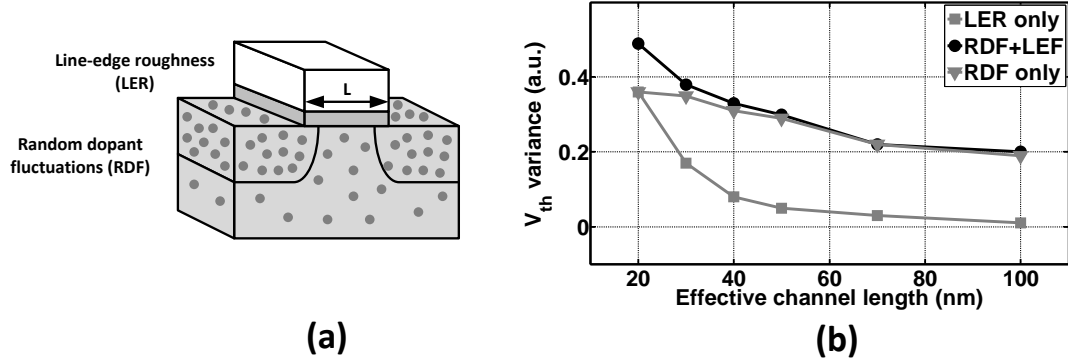 Line-edge roughness
(LER)
L
Random dopant
fluctuations (RDF)
(a)
LER only
RDF+LEF
RDF only
V_th variance (a.u.)
0.4
0.2
0
20 40 60 80 100
Effective channel length (nm)
(b)